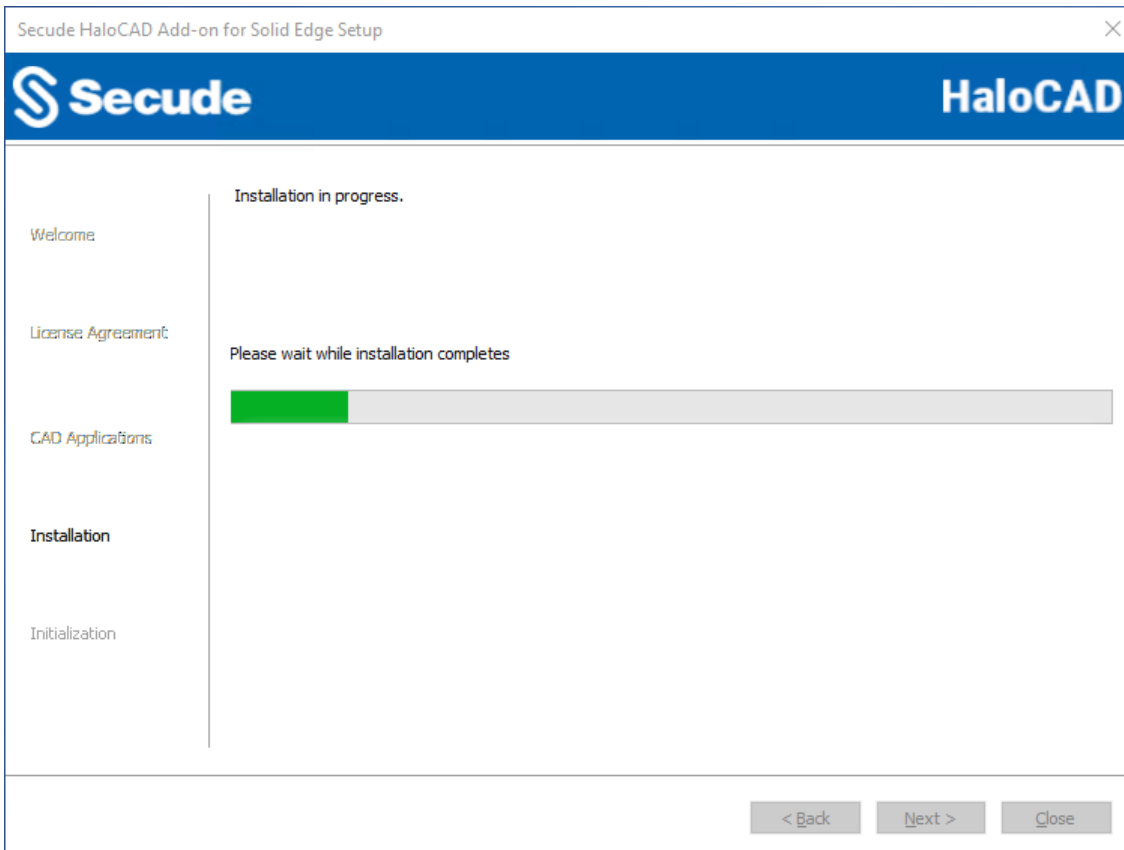 Secude HaloCAD Add-on for Solid Edge Setup
Secude
HaloCAD
Installation in progress.
Welcome
License Agreement
Please wait while installation completes
CAD Applications
Installation
Initialization
< Back
Next >
Close